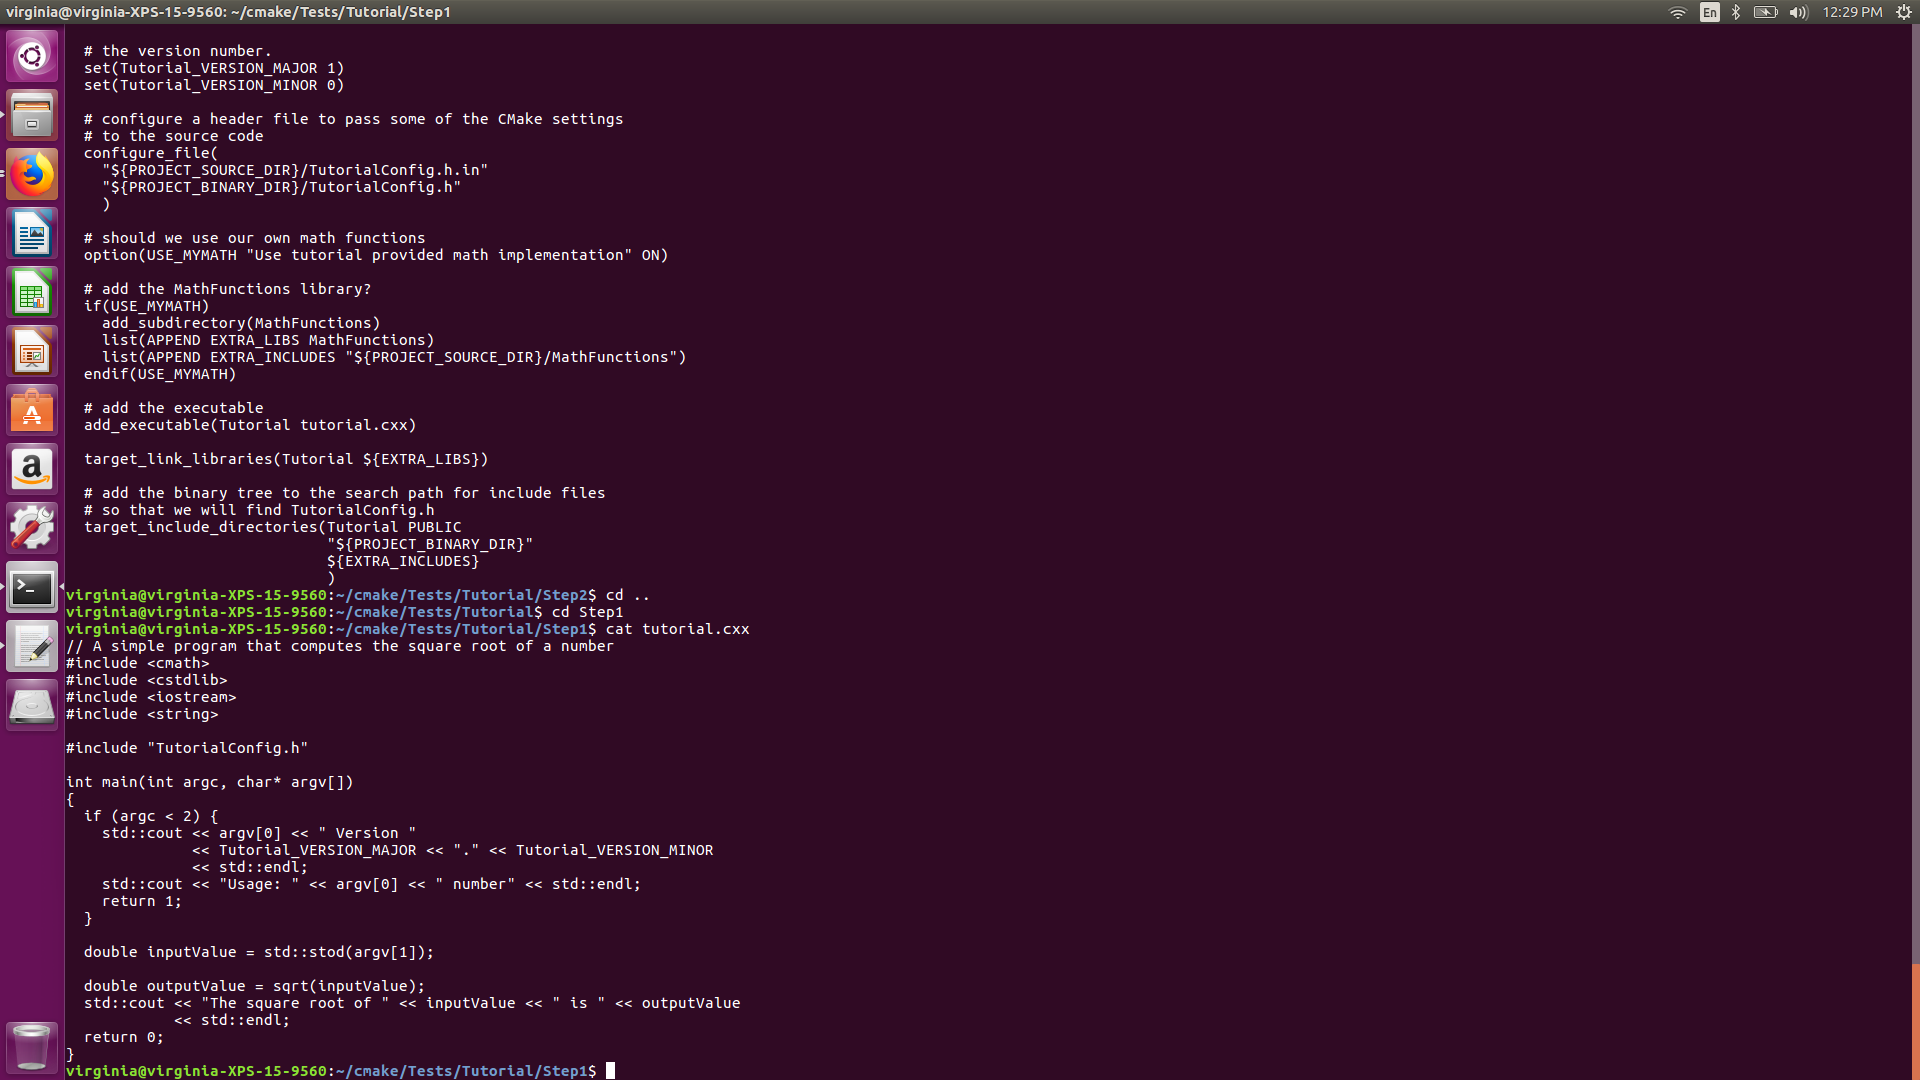 virginia@virginia-XPS-15-9560: ~/cmake/Tests/Tutorial/Step1
En
12:29 PM
# the version number.
set(Tutorial_VERSION_MAJOR 1)
set(Tutorial_VERSION_MINOR 0)
# configure a header file to pass some of the CMake settings
# to the source code
configure_file(
"${PROJECT_SOURCE_DIR}/TutorialConfig.h.in"
"${PROJECT_BINARY_DIR}/TutorialConfig.h"
)
# should we use our own math functions
option(USE_MYMATH "Use tutorial provided math implementation" ON)
# add the MathFunctions library?
if(USE_MYMATH)
add_subdirectory(MathFunctions)
list(APPEND EXTRA_LIBS MathFunctions)
list(APPEND EXTRA_INCLUDES "${PROJECT_SOURCE_DIR}/MathFunctions")
endif(USE_MYMATH)
# add the executable
add_executable(Tutorial tutorial.cxx)
target_link_libraries(Tutorial ${EXTRA_LIBS})
# add the binary tree to the search path for include files
# so that we will find TutorialConfig.h
target_include_directories(Tutorial PUBLIC
"${PROJECT_BINARY_DIR}"
${EXTRA_INCLUDES}
)
virginia@virginia-XPS-15-9560:~/cmake/Tests/Tutorial/Step2$ cd ..
virginia@virginia-XPS-15-9560:~/cmake/Tests/Tutorial$ cd Step1
virginia@virginia-XPS-15-9560:~/cmake/Tests/Tutorial/Step1$ cat tutorial.cxx
// A simple program that computes the square root of a number
#include <cmath>
#include <cstdlib>
#include <iostream>
#include <string>
#include "TutorialConfig.h"
int main(int argc, char* argv[])
{
if (argc < 2) {
std::cout << argv[0] << " Version "
<< Tutorial_VERSION_MAJOR << "." << Tutorial_VERSION_MINOR
<< std::endl;
std::cout << "Usage: " << argv[0] << " number" << std::endl;
return 1;
}
double inputValue = std::stod(argv[1]);
double outputValue = sqrt(inputValue);
std::cout << "The square root of " << inputValue << " is " << outputValue
<< std::endl;
return 0;
}
virginia@virginia-XPS-15-9560:~/cmake/Tests/Tutorial/Step1$